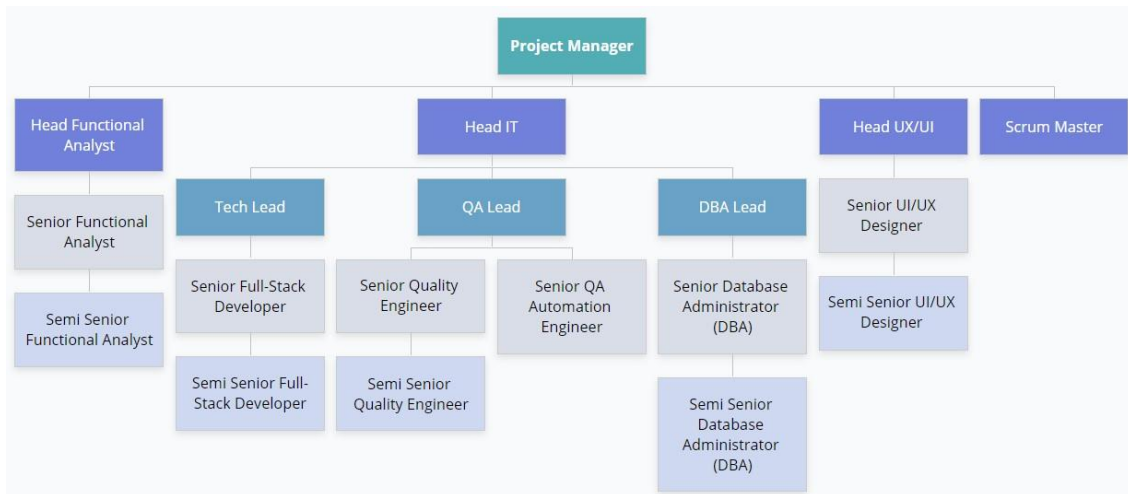 Project Manager
Head Functional
Analyst
Head IT
Head UX/UI
Scrum Master
Senior Functional
Analyst
Semi Senior
Functional Analyst
Tech Lead
QA Lead
DBA Lead
Senior Full-Stack
Developer
Semi Senior Full-
Stack Developer
Senior Quality
Engineer
Semi Senior
Quality Engineer
Senior QA
Automation
Engineer
Senior Database
Administrator
(DBA)
Semi Senior
Database
Administrator
(DBA)
Senior UI/UX
Designer
Semi Senior UI/UX
Designer